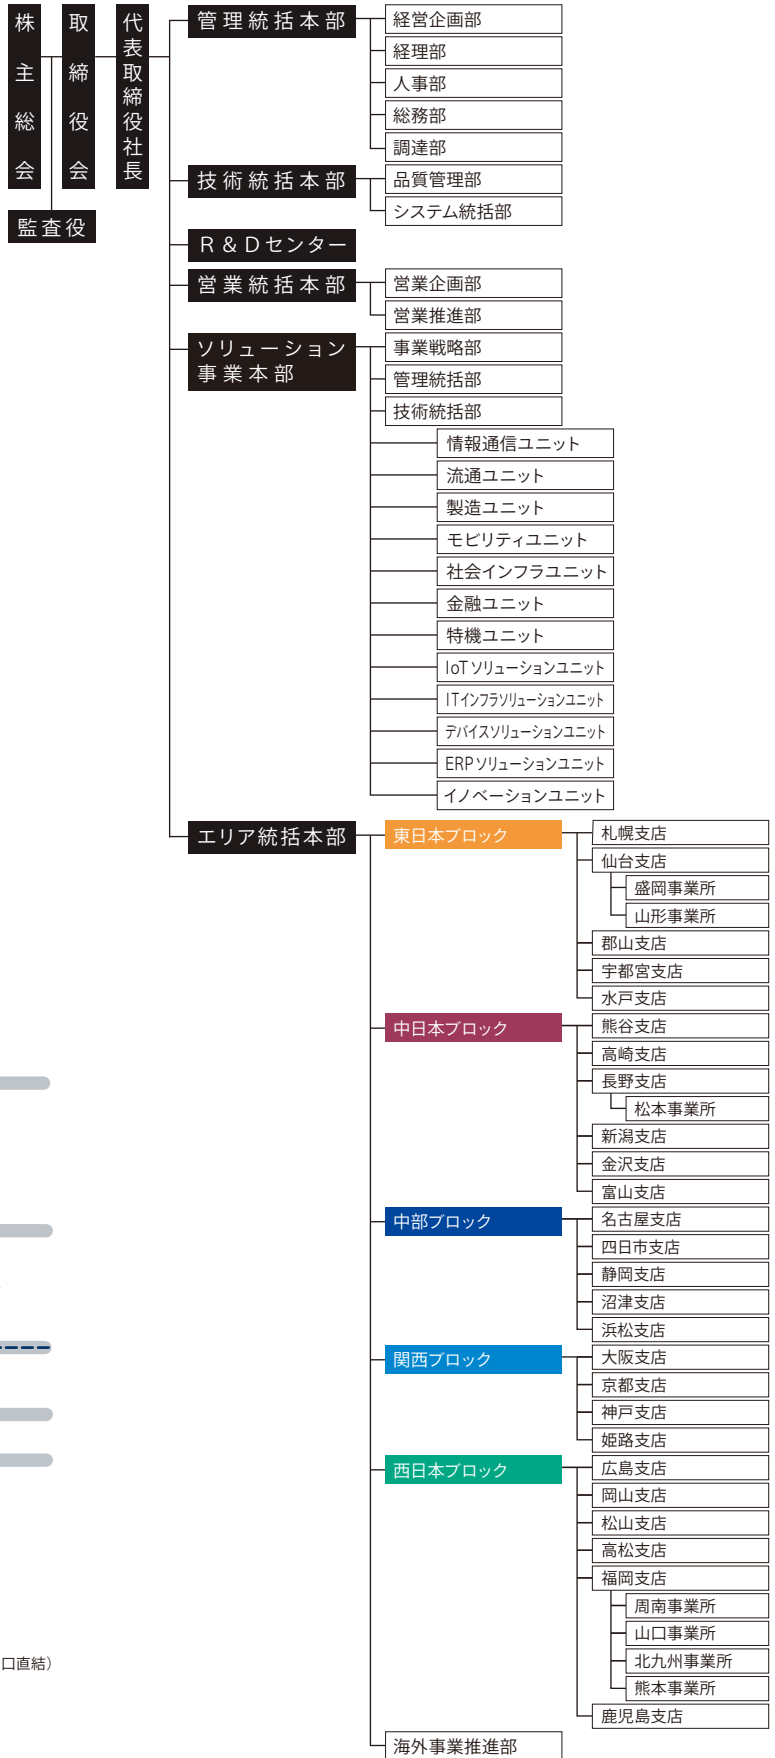 株主総会
取締役会
代表取締役社長
監査役
管理統括本部
経営企画部
経理部
人事部
総務部
調達部
技術統括本部
品質管理部
システム統括部
R＆Dセンター
営業統括本部
営業企画部
営業推進部
ソリューション
事業本部
事業戦略部
管理統括部
技術統括部
情報通信ユニット
流通ユニット
製造ユニット
モビリティユニット
社会インフラユニット
金融ユニット
特機ユニット
IoTソリューションユニット
ITインフラソリューションユニット
デバイスソリューションユニット
ERPソリューションユニット
イノベーションユニット
エリア統括本部
東日本ブロック
札幌支店
仙台支店
盛岡事業所
山形事業所
郡山支店
宇都宮支店
水戸支店
中日本ブロック
熊谷支店
高崎支店
長野支店
松本事業所
新潟支店
金沢支店
富山支店
中部ブロック
名古屋支店
四日市支店
静岡支店
沼津支店
浜松支店
関西ブロック
大阪支店
京都支店
神戸支店
姫路支店
西日本ブロック
広島支店
岡山支店
松山支店
高松支店
福岡支店
周南事業所
山口事業所
北九州事業所
熊本事業所
鹿児島支店
海外事業推進部
口直結）